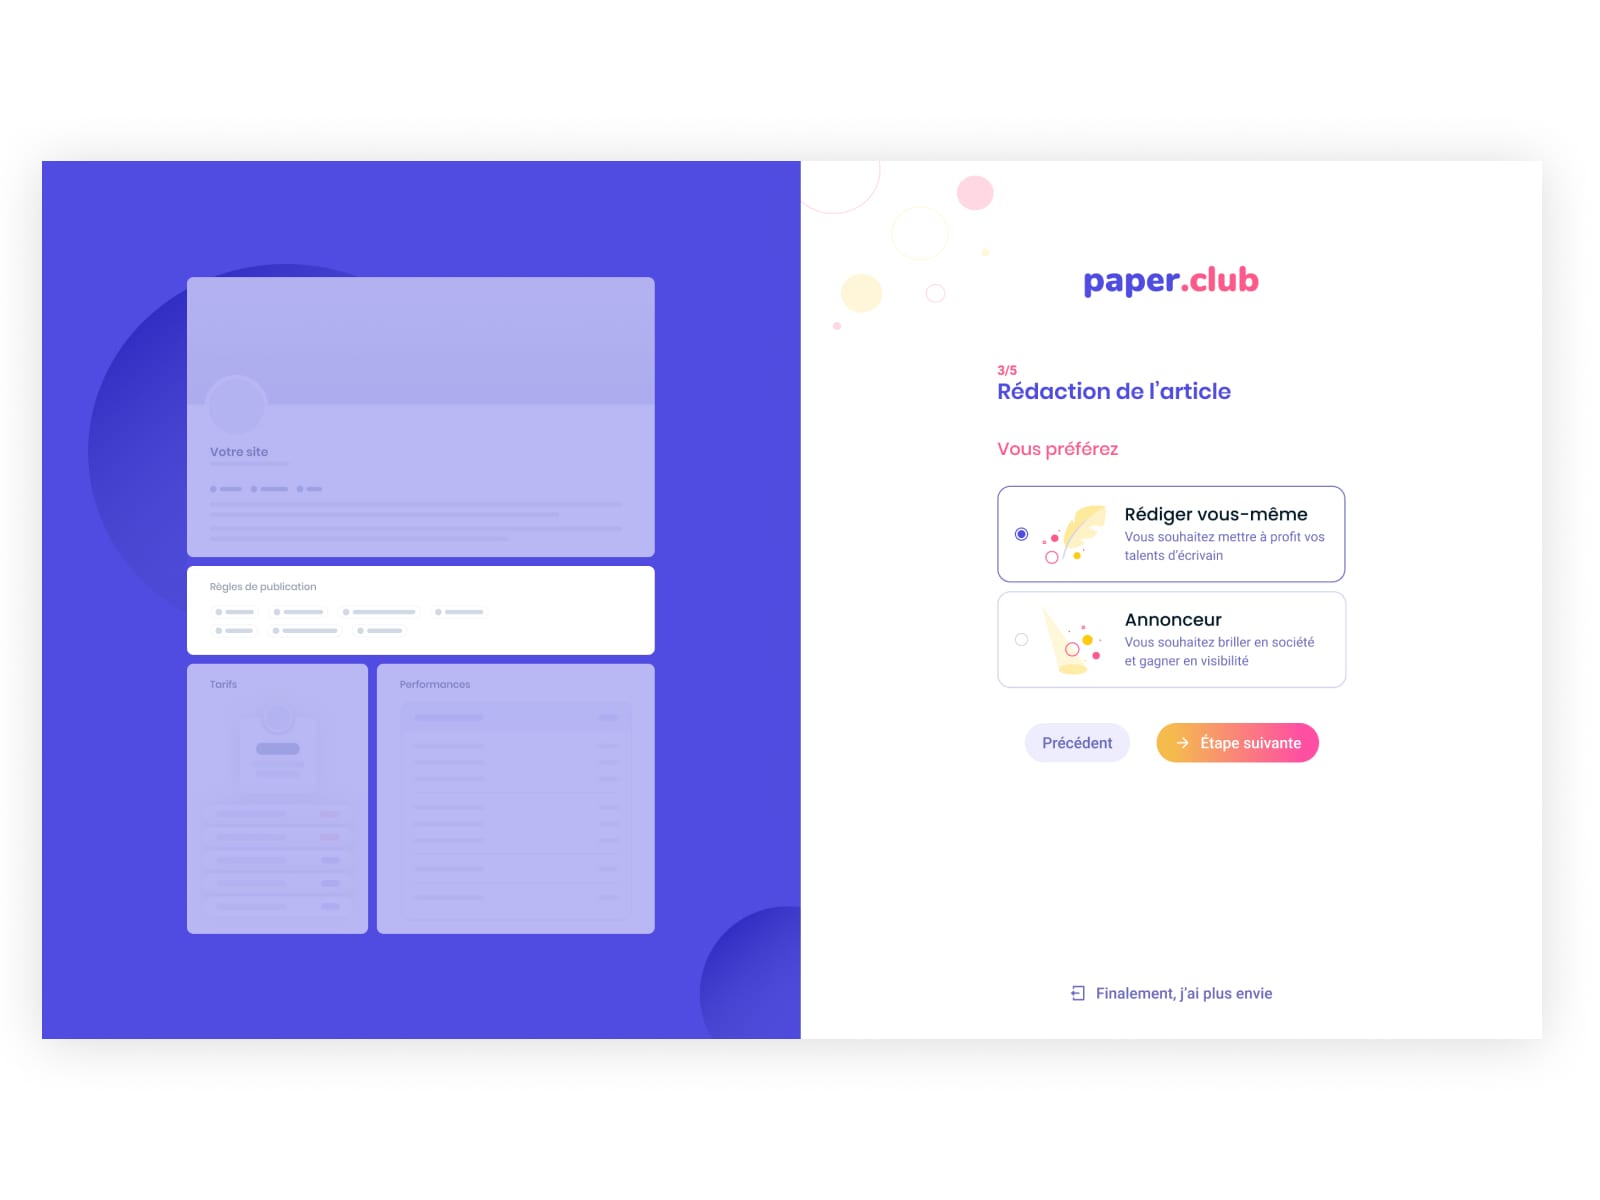 Votre site
Règles de publication
Tarifs
Performances
paper.club
3/5
Rédaction de l’article
Vous préférez
Rédiger vous-même
Vous souhaitez mettre à profit vos
talents d’écrivain
Annonceur
Vous souhaitez briller en société
et gagner en visibilité
Précédent
Étape suivante
Finalement, j’ai plus envie